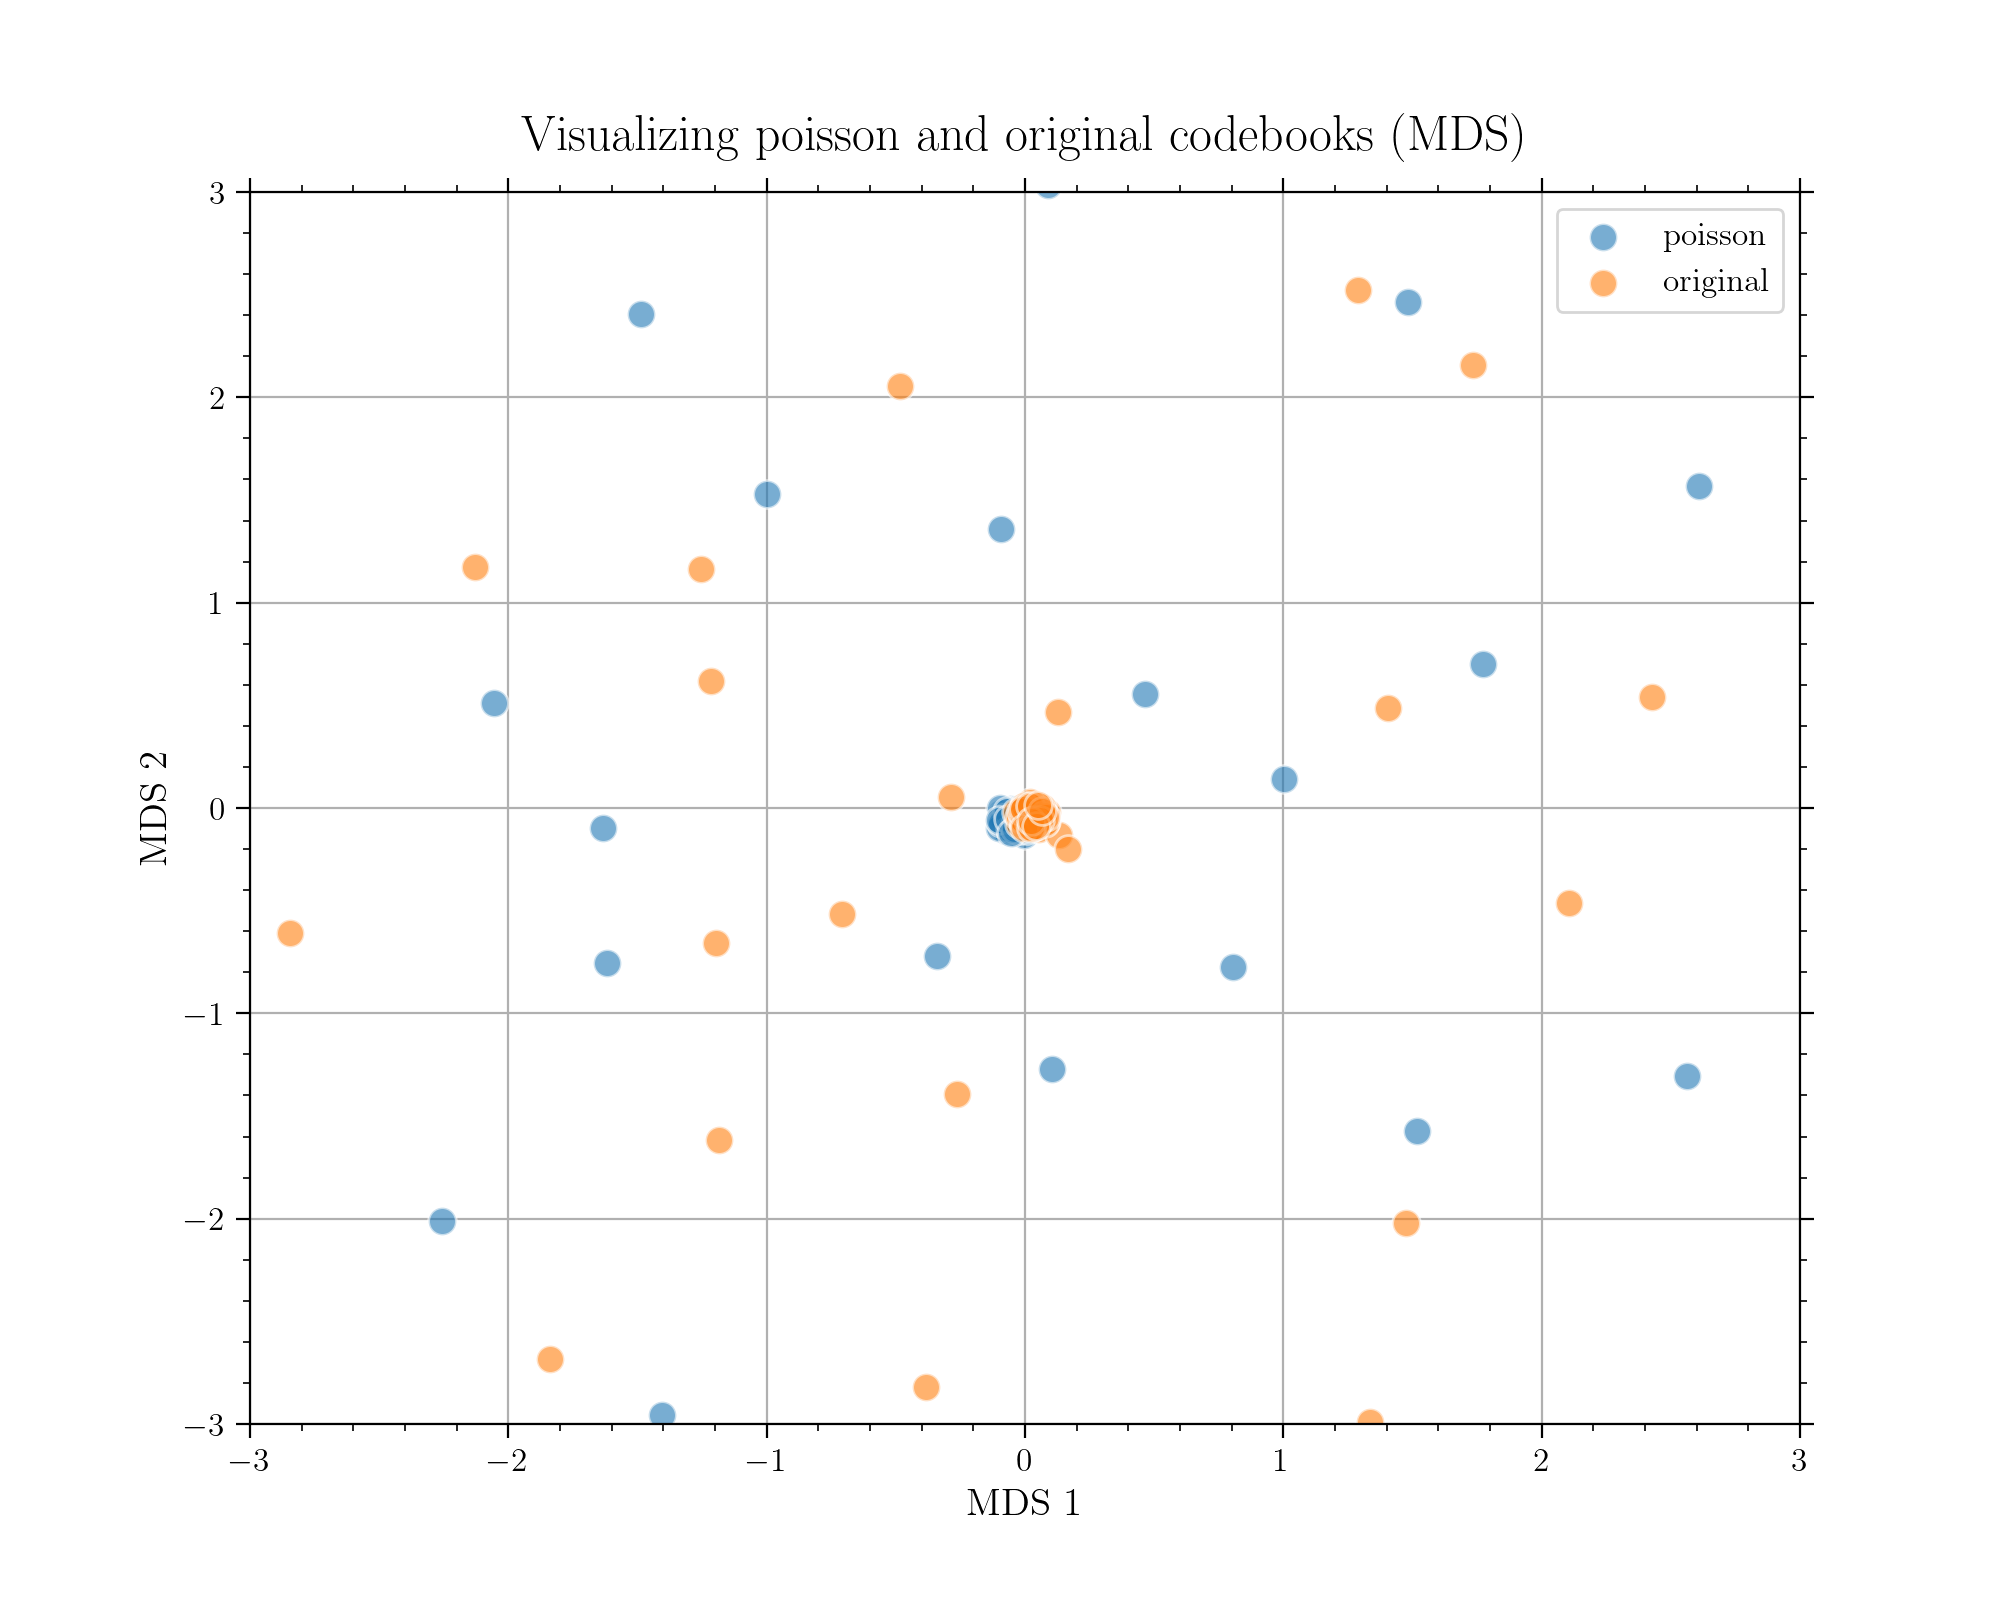 Visualizing poisson and original codebooks (MDS)
poisson
original
3
2
1
0
−1
−2
−3
MDS 2
−3
−2
−1
0
1
2
3
MDS 1